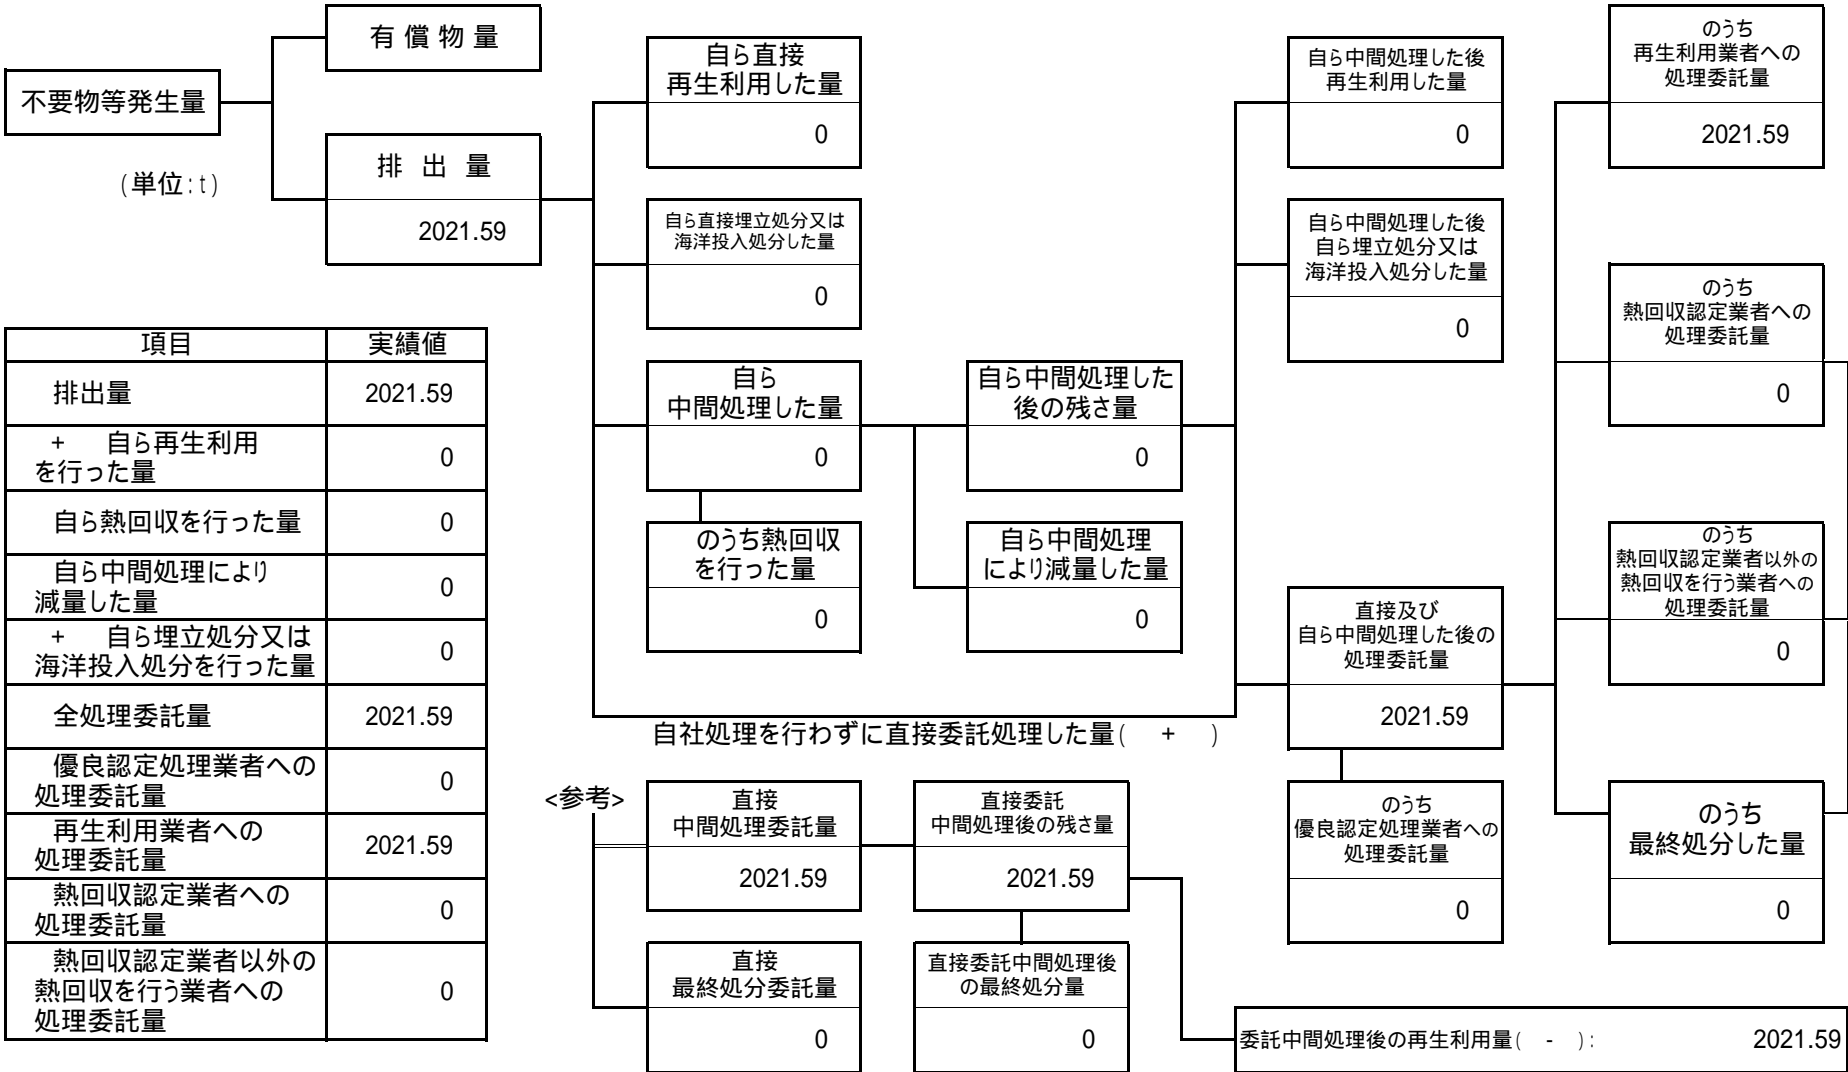 不要物等発生量
(単位:t)
有償物量
排出量
2021.59
自ら直接
再生利用した量
0
自ら直接埋立処分又は
海洋投入処分した量
0
自ら
中間処理した量
0
のうち熱回収
を行った量
0
自ら中間処理した
後の残さ量
0
自ら中間処理
により減量した量
0
自ら中間処理した後
再生利用した量
0
自ら中間処理した後
自ら埋立処分又は
海洋投入処分した量
0
直接及び
自ら中間処理した後の
処理委託量
2021.59
のうち
優良認定処理業者への
処理委託量
0
のうち
再生利用業者への
処理委託量
2021.59
のうち
熱回収認定業者への
処理委託量
0
のうち
熱回収認定業者以外の
熱回収を行う業者への
処理委託量
0
のうち
最終処分した量
0
自社処理を行わずに直接委託処理した量( + )
<参考>
直接
中間処理委託量
2021.59
直接委託
中間処理後の残さ量
2021.59
直接
最終処分委託量
0
直接委託中間処理後
の最終処分量
0
委託中間処理後の再生利用量( - ): 2021.59
項目 実績値
排出量 2021.59
+ 自ら再生利用
を行った量 0
自ら熱回収を行った量 0
自ら中間処理により
減量した量 0
+ 自ら埋立処分又は
海洋投入処分を行った量 0
全処理委託量 2021.59
優良認定処理業者への
処理委託量 0
再生利用業者への
処理委託量 2021.59
熱回収認定業者への
処理委託量 0
熱回収認定業者以外の
熱回収を行う業者への
処理委託量 0